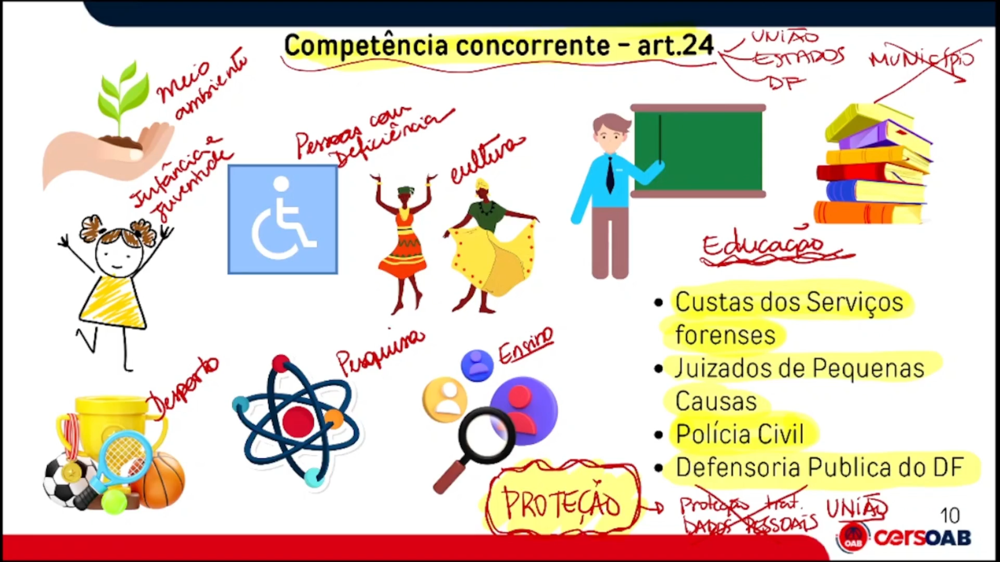 Competência concorrente – art.24
UNIÃO
ESTADOS
DF
MUNICÍPIO
meio
ambiente
Infância e
juventude
Pessoas com
Deficiência
cultura
Educação
Desporto
Pesquisa
Ensino
• Custas dos Serviços
forenses
• Juizados de Pequenas
Causas
• Polícia Civil
• Defensoria Publica do DF
PROTEÇÃO
Proteção trat.
DADOS PESSOAIS
UNIÃO
10
OAB
cersOAB